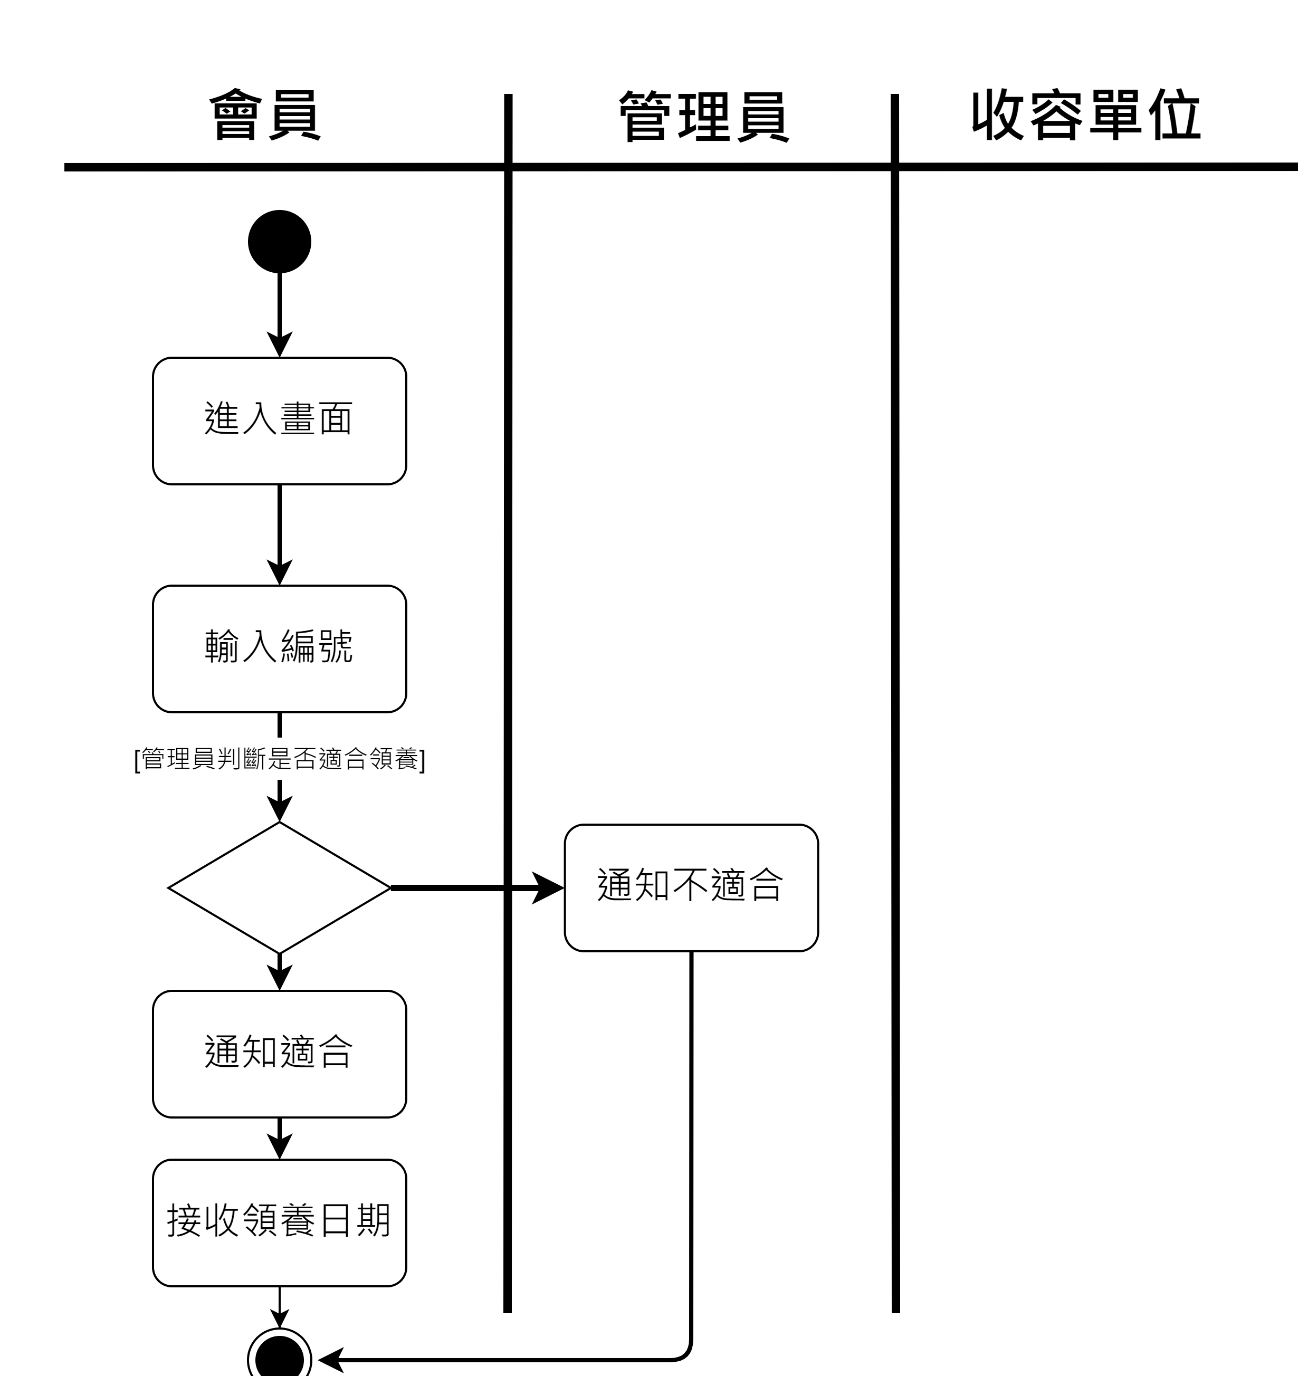 會員
管理員
收容單位
進入畫面
輸入編號
[管理員判斷是否適合領養]
通知不適合
通知適合
接收領養日期